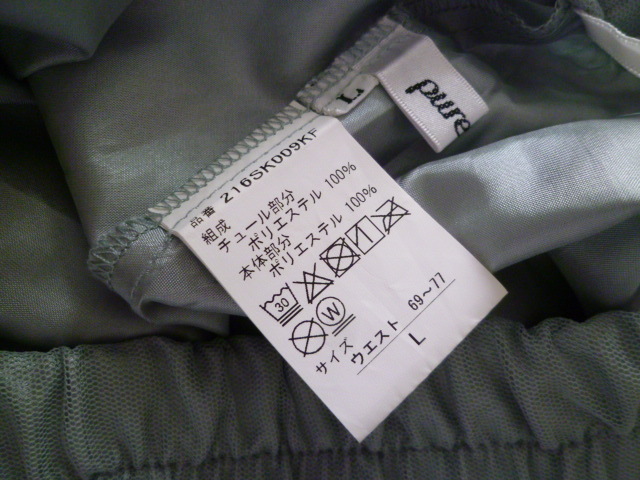 L
pure
品番 216SK009KF
組成
チュール部分
ポリエステル 100%
本体部分
ポリエステル 100%
30
W
サイズ
ウエスト 69〜77
L